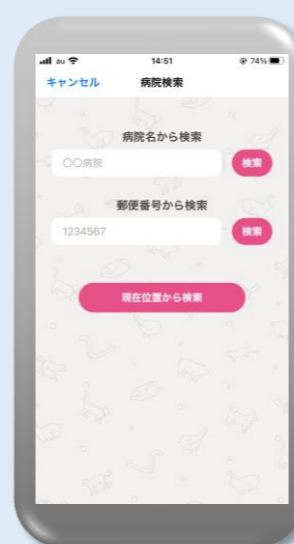 au 14:51 74%
キャンセル 病院検索
病院名から検索
〇〇病院 検索
郵便番号から検索
1234567 検索
現在位置から検索